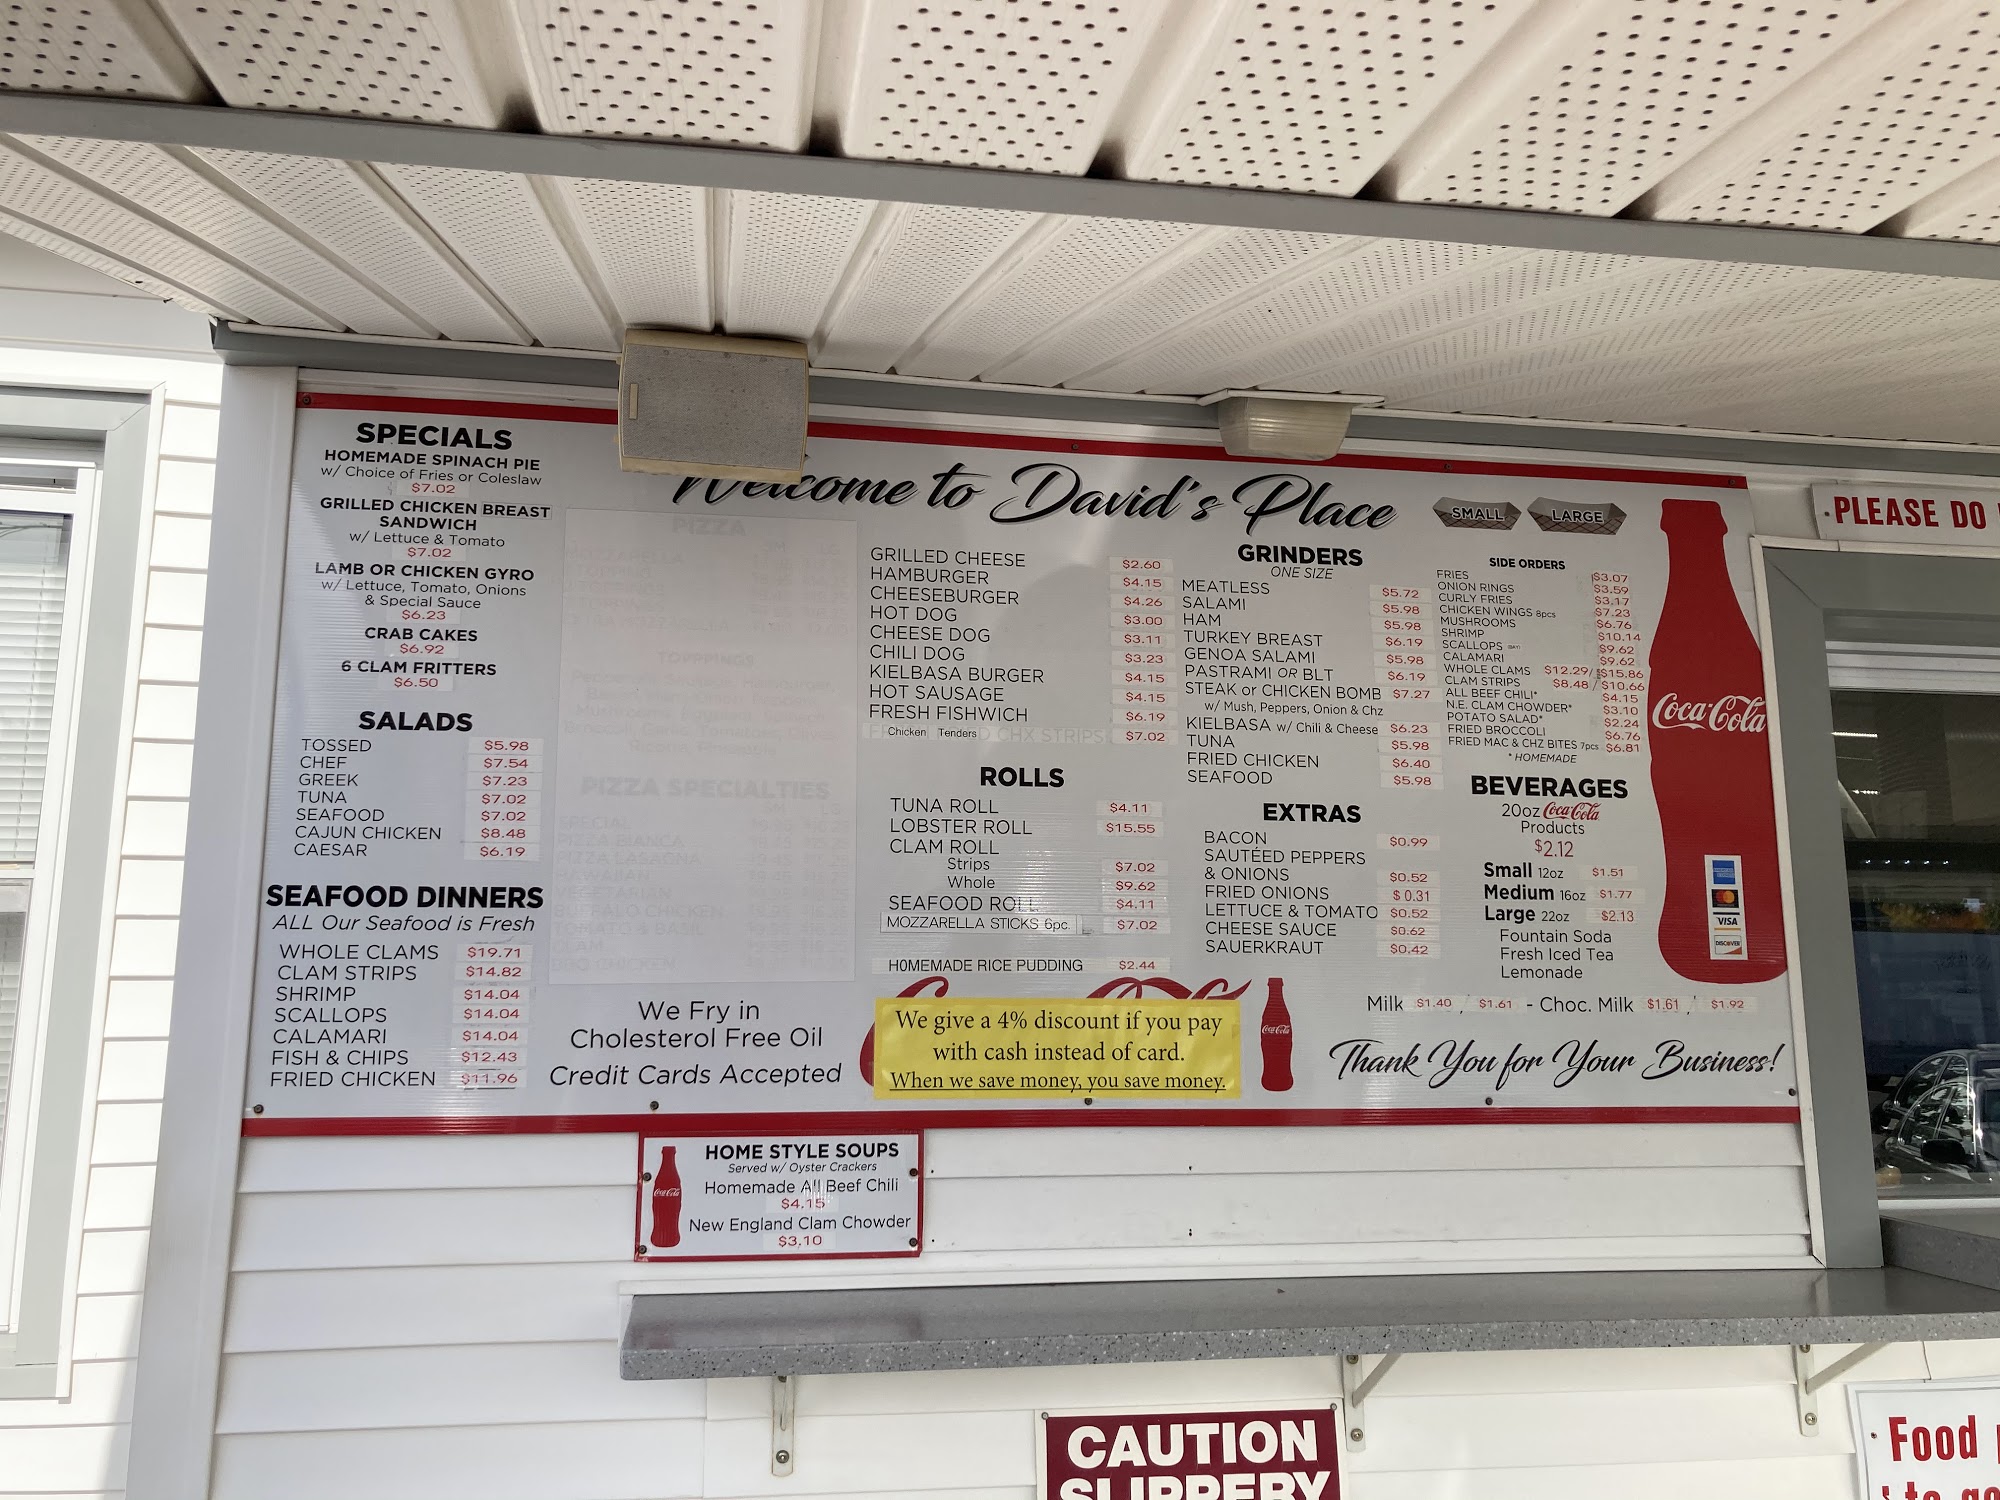 SPECIALS
HOMEMADE SPINACH PIE
w/ Choice of Fries or Coleslaw
$7.02
GRILLED CHICKEN BREAST
SANDWICH
w/ Lettuce & Tomato
$7.02
LAMB OR CHICKEN GYRO
w/ Lettuce, Tomato, Onions
& Special Sauce
$6.23
CRAB CAKES
$6.92
6 CLAM FRITTERS
$6.50
SALADS
TOSSED $5.98
CHEF $7.54
GREEK $7.23
TUNA $7.02
SEAFOOD $7.02
CAJUN CHICKEN $8.48
CAESAR $6.19
SEAFOOD DINNERS
ALL Our Seafood is Fresh
WHOLE CLAMS $19.71
CLAM STRIPS $14.82
SHRIMP $14.04
SCALLOPS $14.04
CALAMARI $14.04
FISH & CHIPS $12.43
FRIED CHICKEN $11.96
Welcome to David's Place
PIZZA
TOPPPINGS
PIZZA SPECIALTIES
We Fry in
Cholesterol Free Oil
Credit Cards Accepted
GRILLED CHEESE $2.60
HAMBURGER $4.15
CHEESEBURGER $4.26
HOT DOG $3.00
CHEESE DOG $3.11
CHILI DOG $3.23
KIELBASA BURGER $4.15
HOT SAUSAGE $4.15
FRESH FISHWICH $6.19
Chicken Tenders CHX STRIPS $7.02
ROLLS
TUNA ROLL $4.11
LOBSTER ROLL $15.55
CLAM ROLL
Strips $7.02
Whole $9.62
SEAFOOD ROLL $4.11
MOZZARELLA STICKS 6pc. $7.02
HOMEMADE RICE PUDDING $2.44
We give a 4% discount if you pay
with cash instead of card.
When we save money, you save money.
Coca-Cola
GRINDERS
ONE SIZE
MEATLESS $5.72
SALAMI $5.98
HAM $5.98
TURKEY BREAST $6.19
GENOA SALAMI $5.98
PASTRAMI OR BLT $6.19
STEAK or CHICKEN BOMB $7.27
w/ Mush, Peppers, Onion & Chz
KIELBASA w/ Chili & Cheese $6.23
TUNA $5.98
FRIED CHICKEN $6.40
SEAFOOD $5.98
EXTRAS
BACON $0.99
SAUTÉED PEPPERS
& ONIONS $0.52
FRIED ONIONS $0.31
LETTUCE & TOMATO $0.52
CHEESE SAUCE $0.62
SAUERKRAUT $0.42
SMALL LARGE
SIDE ORDERS
FRIES $3.07
ONION RINGS $3.59
CURLY FRIES $3.17
CHICKEN WINGS 8pcs $7.23
MUSHROOMS $6.76
SHRIMP $10.14
SCALLOPS $9.62
CALAMARI $9.62
WHOLE CLAMS $12.29/ $15.86
CLAM STRIPS $8.48 / $10.66
ALL BEEF CHILI* $4.15
N.E. CLAM CHOWDER* $3.10
POTATO SALAD* $2.24
FRIED BROCCOLI $6.76
FRIED MAC & CHZ BITES 7pcs $6.81
* HOMEMADE
BEVERAGES
20oz Coca-Cola
Products
$2.12
Small 12oz $1.51
Medium 16oz $1.77
Large 22oz $2.13
Fountain Soda
Fresh Iced Tea
Lemonade
Milk $1.40 / $1.61 - Choc. Milk $1.61 / $1.92
Thank You for Your Business!
Coca-Cola
VISA
DISCOVER
PLEASE DO
HOME STYLE SOUPS
Served w/ Oyster Crackers
Homemade All Beef Chili
$4.15
New England Clam Chowder
$3.10
Coca-Cola
CAUTION
SLIPPERY
Food
to go